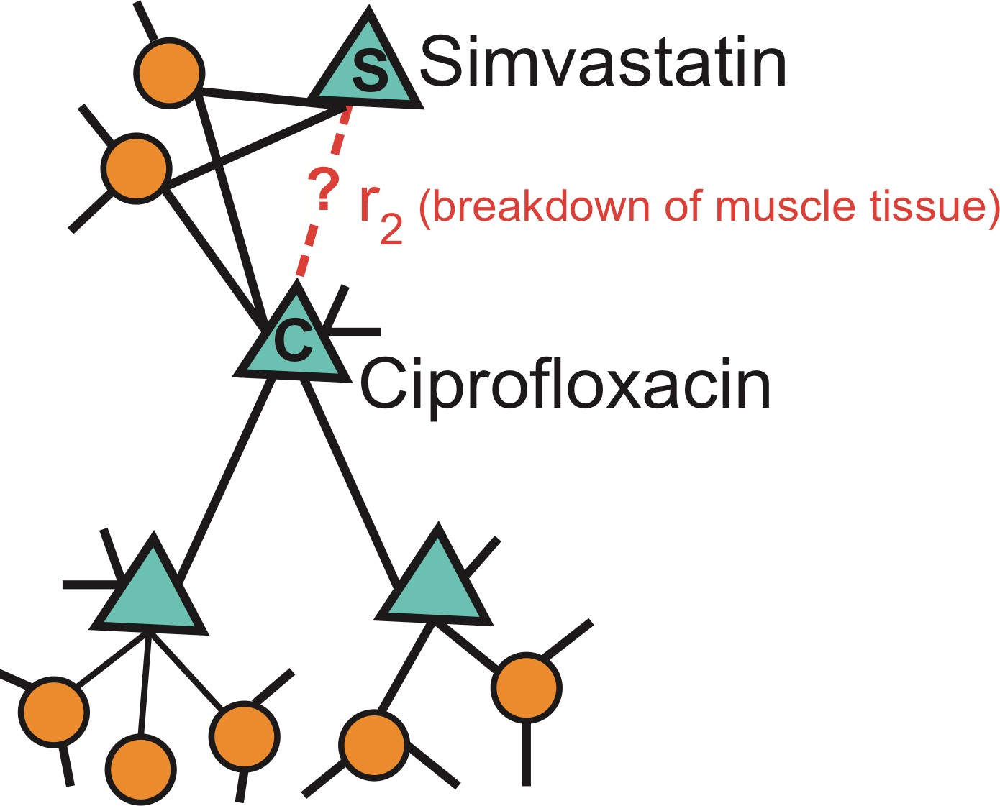 S Simvastatin
? r2 (breakdown of muscle tissue)
C
Ciprofloxacin